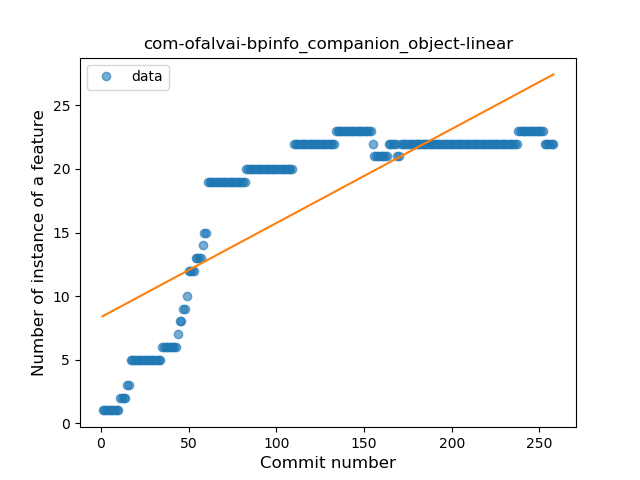 com-ofalvai-bpinfo_companion_object-linear
data
Number of instance of a feature
25
20
15
10
5
0
0 50 100 150 200 250
Commit number